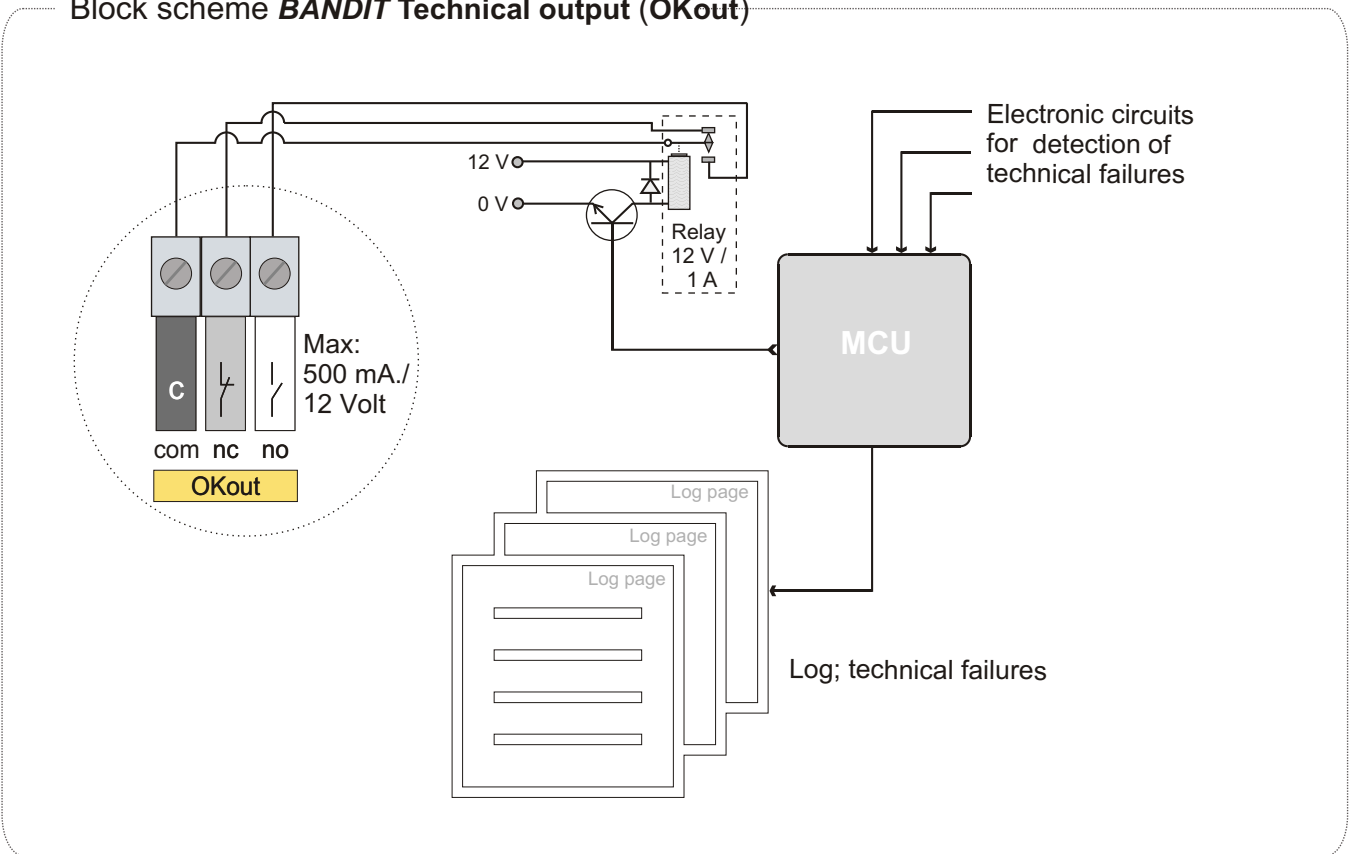 Block scheme BANDIT Technical output (OKout)
Electronic circuits
for detection of
technical failures
12 V
0 V
Relay
12 V /
1 A
MCU
Max:
500 mA./
12 Volt
C
com nc no
OKout
Log page
Log page
Log page
Log; technical failures